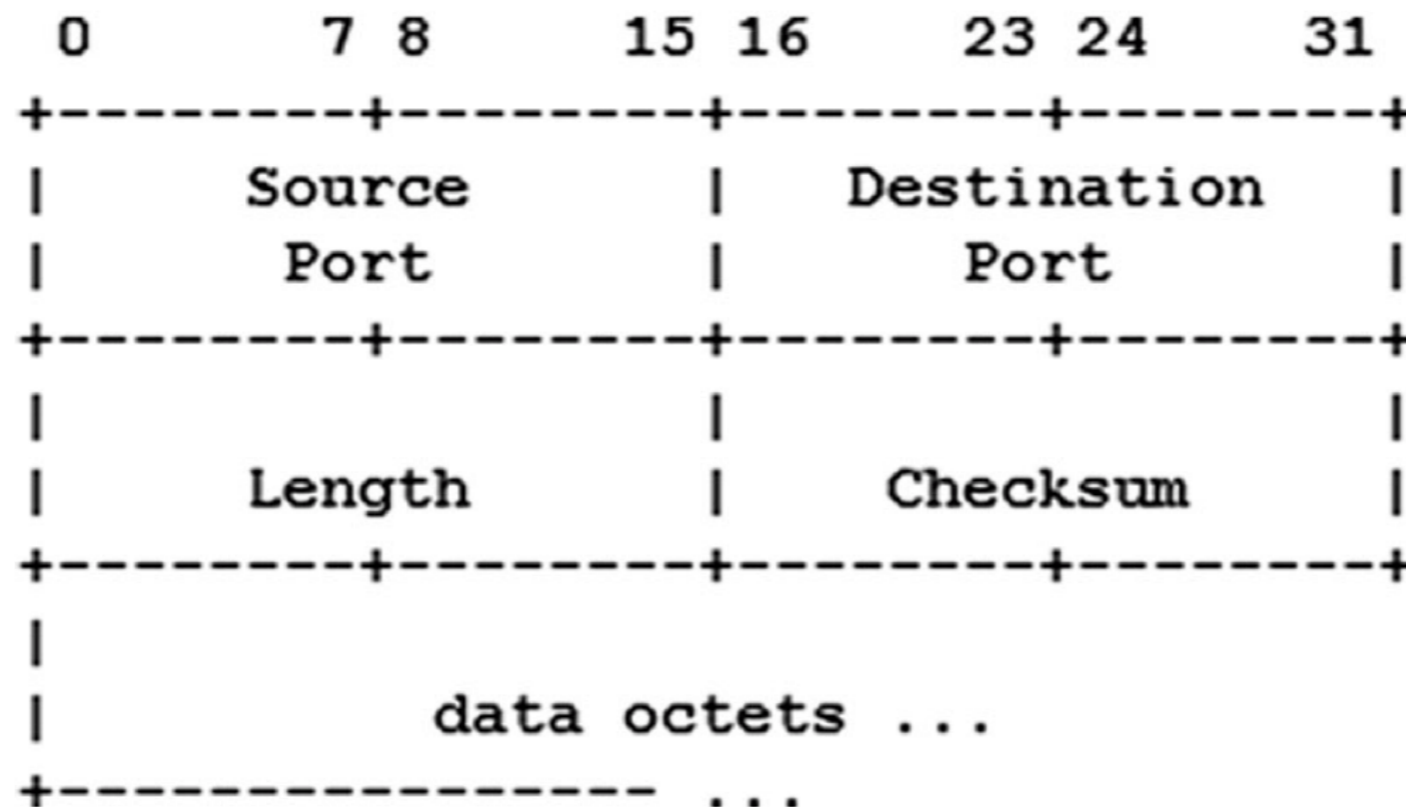 0 7 8 15 16 23 24 31
+--------+--------+--------+--------+
| Source | Destination |
| Port | Port |
+--------+--------+--------+--------+
| | |
| Length | Checksum |
+--------+--------+--------+--------+
|
| data octets ...
+---------------- ...